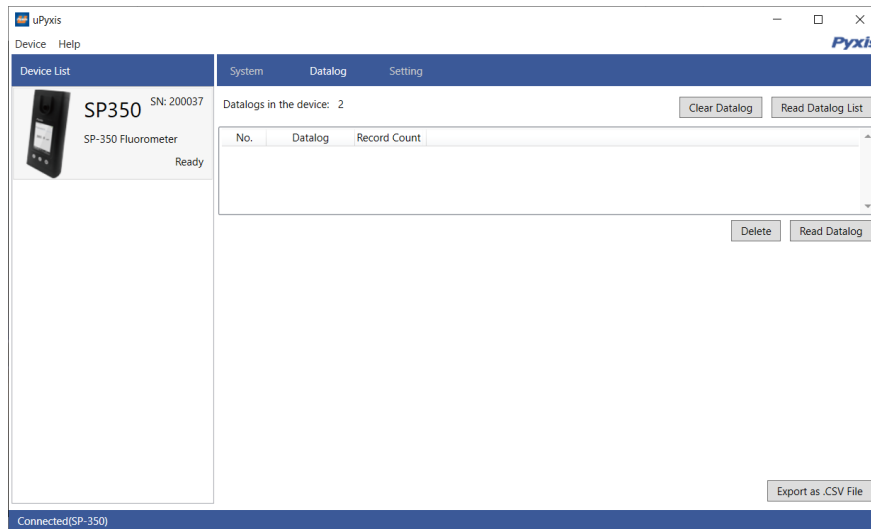 uPyxis
Device Help
Pyxis
Device List
System Datalog Setting
SP350 SN: 200037
SP-350 Fluorometer
Ready
Datalogs in the device: 2
Clear Datalog Read Datalog List
No. Datalog Record Count
Delete Read Datalog
Export as .CSV File
Connected(SP-350)